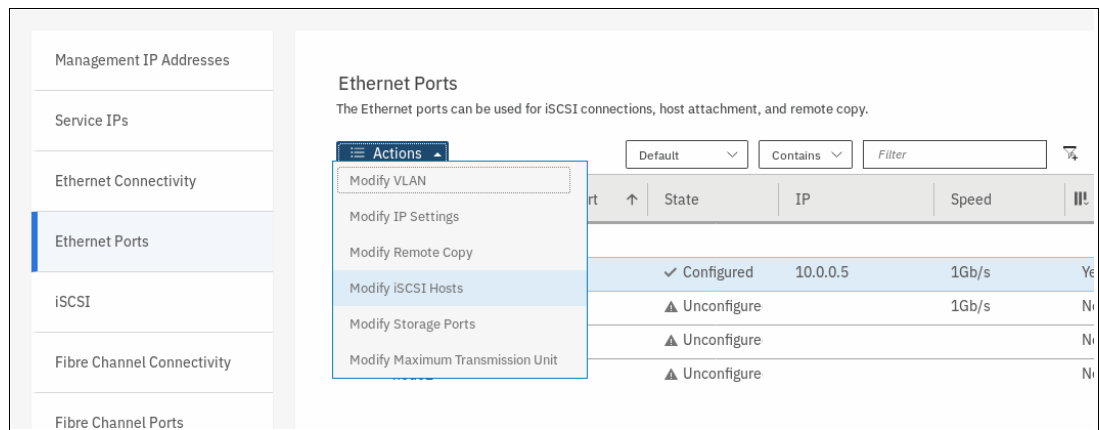 Management IP Addresses
Service IPs
Ethernet Connectivity
Ethernet Ports
iSCSI
Fibre Channel Connectivity
Fibre Channel Ports
Ethernet Ports
The Ethernet ports can be used for iSCSI connections, host attachment, and remote copy.
Actions
Default
Contains
Filter
Modify VLAN
Modify IP Settings
Modify Remote Copy
Modify iSCSI Hosts
Modify Storage Ports
Modify Maximum Transmission Unit
rt State IP Speed
Configured 10.0.0.5 1Gb/s Ye
Unconfigure 1Gb/s
Unconfigure
Unconfigure